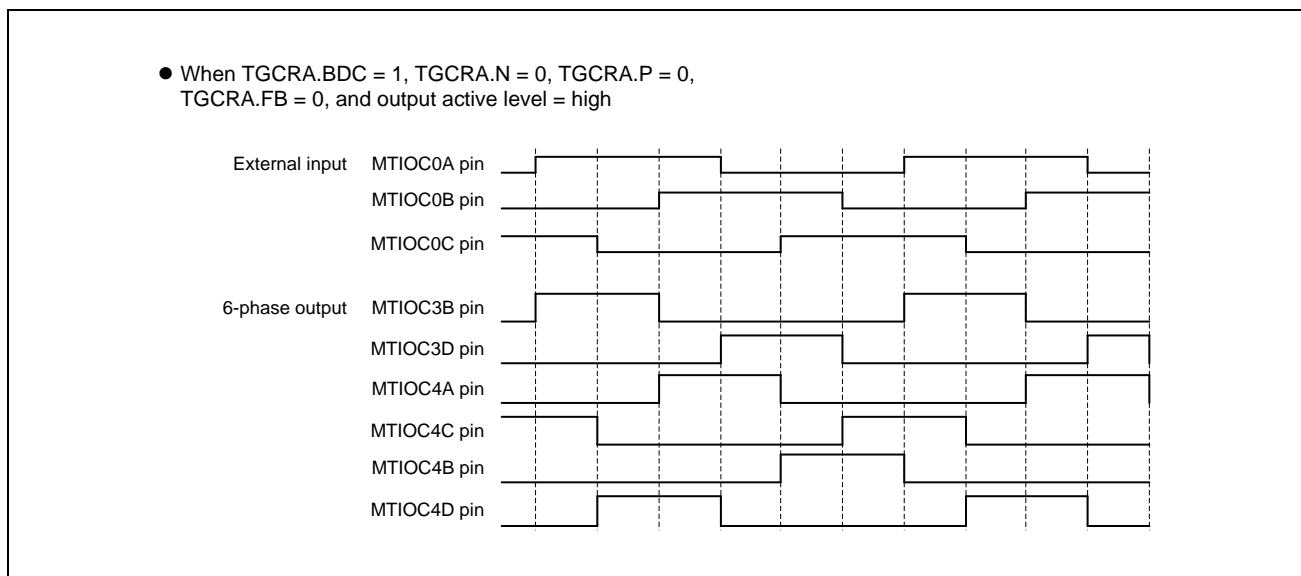 ● When TGCRA.BDC = 1, TGCRA.N = 0, TGCRA.P = 0,
TGCRA.FB = 0, and output active level = high
External input MTIOC0A pin
MTIOC0B pin
MTIOC0C pin
6-phase output MTIOC3B pin
MTIOC3D pin
MTIOC4A pin
MTIOC4C pin
MTIOC4B pin
MTIOC4D pin